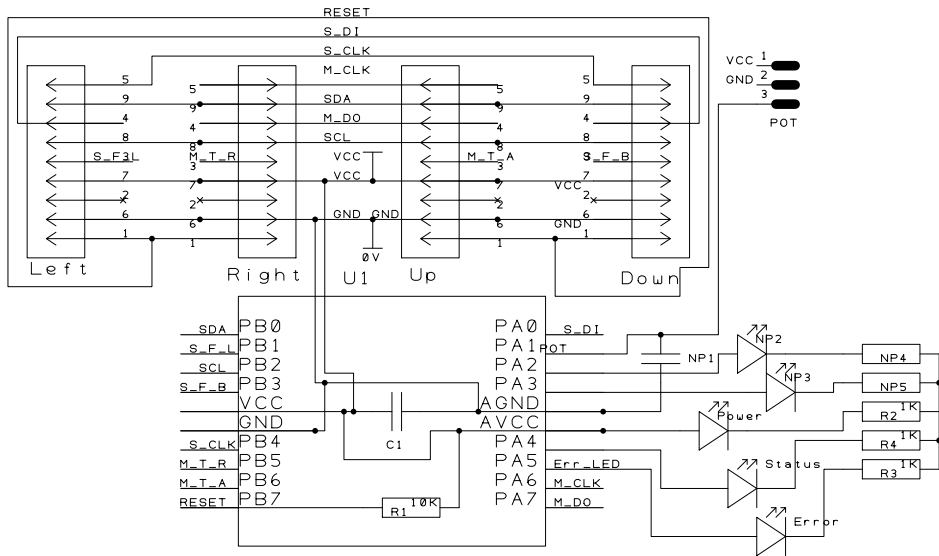 RESET
S_DI
S_CLK
M_CLK
VCC 1
GND 2
3
POT
5 5 5 5
9 SDA 9
9 9
4 4 M_DO 4 4
8 8 SCL 8 8
S_F3L M_T_R 3 VCC M_T_A 3 S_F_B
7 7 VCC 7 VCC 7
2 2 2 2
6 6 GND GND 6 GND 6
1 1 0V 1 1
Left Right U1 Up Down
SDA PB0 PA0 S_DI
S_F_L PB1 PA1 POT NP1 NP2 NP4
SCL PB2 PA2
S_F_B PB3 PA3 NP3 NP5
VCC AGND Power R2 1K
GND C1 AVCC
S_CLK PB4 PA4 R4 1K
M_T_R PB5 PA5 Err_LED Status R3 1K
M_T_A PB6 PA6 M_CLK
RESET PB7 R1 10K PA7 M_DO
Error